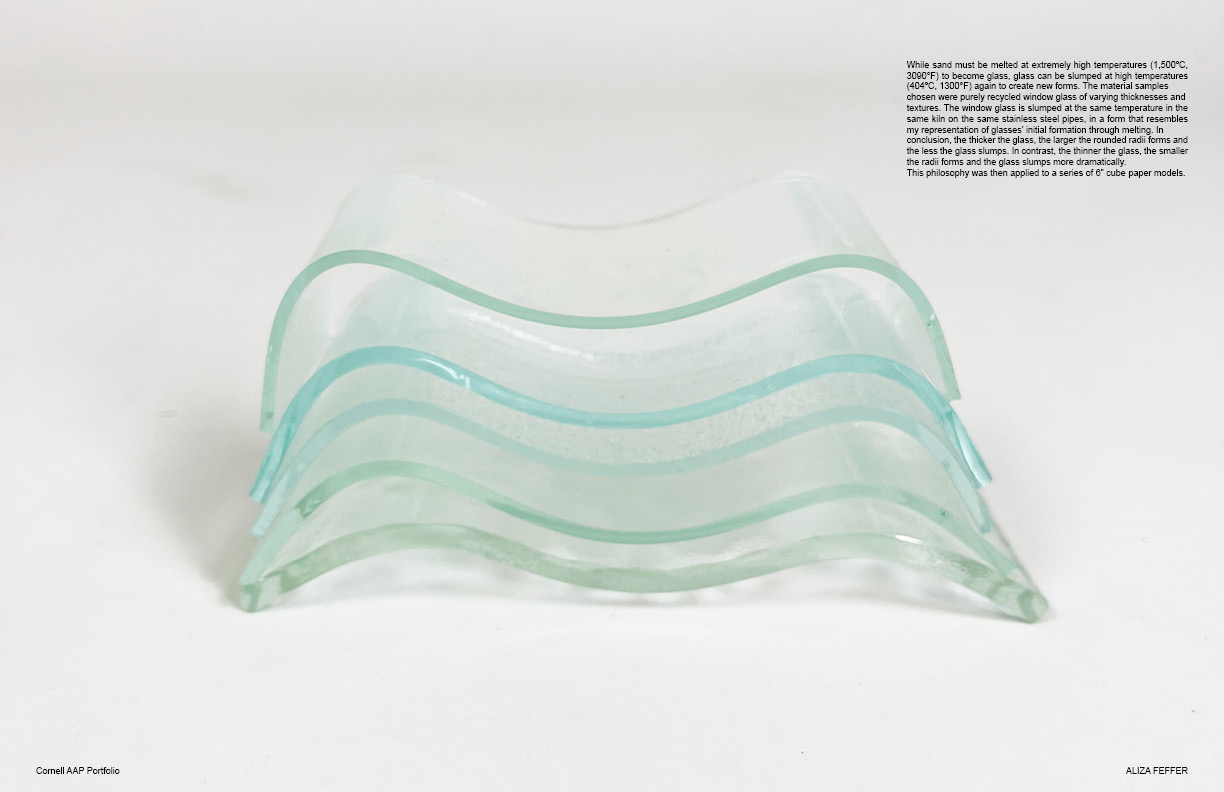 While sand must be melted at extremely high temperatures (1,500°C,
3090°F) to become glass, glass can be slumped at high temperatures
(404°C, 1300°F) again to create new forms. The material samples
chosen were purely recycled window glass of varying thicknesses and
textures. The window glass is slumped at the same temperature in the
same kiln on the same stainless steel pipes, in a form that resembles
my representation of glasses' initial formation through melting. In
conclusion, the thicker the glass, the larger the rounded radii forms and
the less the glass slumps. In contrast, the thinner the glass, the smaller
the radii forms and the glass slumps more dramatically.
This philosophy was then applied to a series of 6" cube paper models.
Cornell AAP Portfolio
ALIZA FEFFER